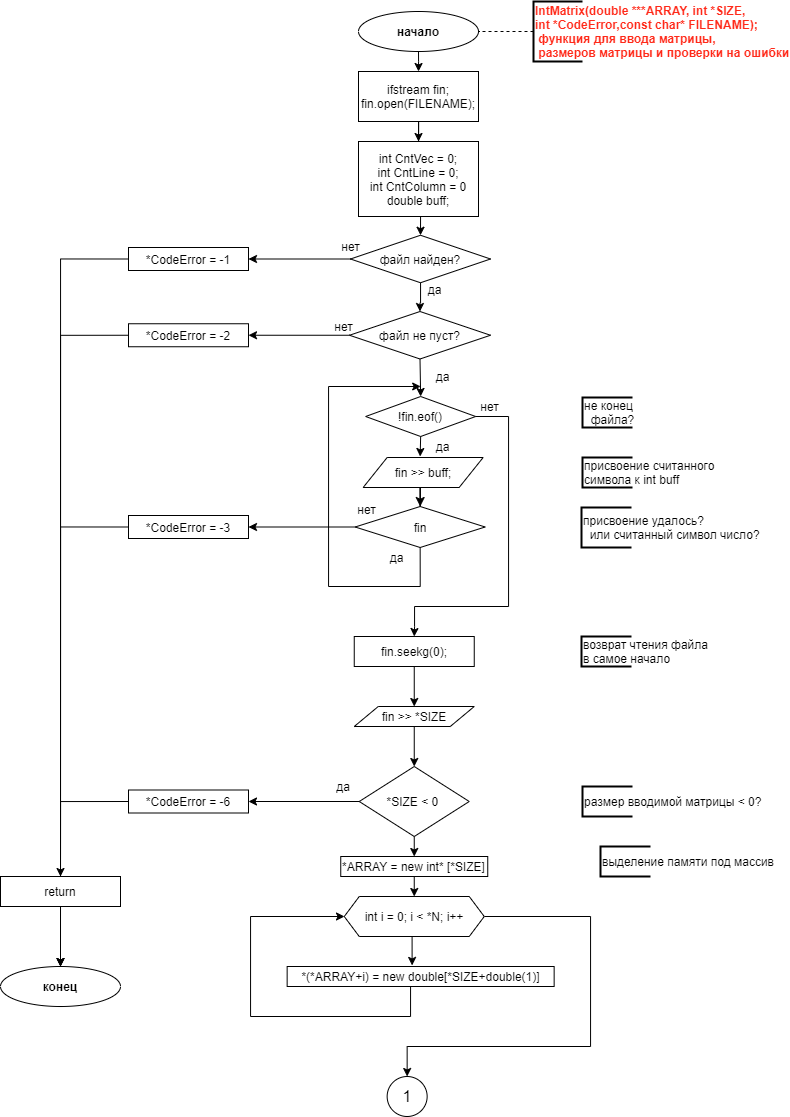 начало
IntMatrix(double ***ARRAY, int *SIZE,
int *CodeError,const char* FILENAME);
функция для ввода матрицы,
размеров матрицы и проверки на ошибки
ifstream fin;
fin.open(FILENAME);
int CntVec = 0;
int CntLine = 0;
int CntColumn = 0
double buff;
файл найден?
нет
*CodeError = -1
да
файл не пуст?
нет
*CodeError = -2
да
!fin.eof()
нет
не конец
файла?
да
fin >> buff;
присвоение считанного
символа к int buff
fin
нет
*CodeError = -3
присвоение удалось?
или считанный символ число?
да
fin.seekg(0);
возврат чтения файла
в самое начало
fin >> *SIZE
*SIZE < 0
да
*CodeError = -6
размер вводимой матрицы < 0?
*ARRAY = new int* [*SIZE]
выделение памяти под массив
return
int i = 0; i < *N; i++
*(*ARRAY+i) = new double[*SIZE+double(1)]
конец
1